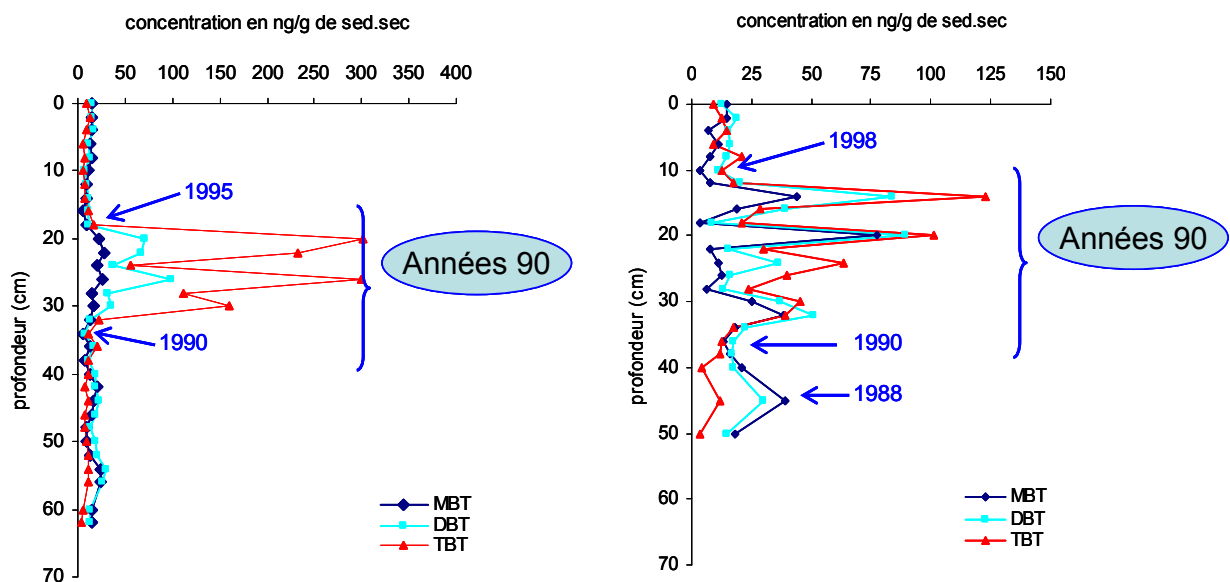 concentration en ng/g de sed.sec
0 50 100 150 200 250 300 350 400
0
10
20
30
40
50
60
70
profondeur (cm)
1995
1990
Années 90
MBT
DBT
TBT
concentration en ng/g de sed.sec
0 25 50 75 100 125 150
0
10
20
30
40
50
60
70
profondeur (cm)
1998
1990
1988
Années 90
MBT
DBT
TBT